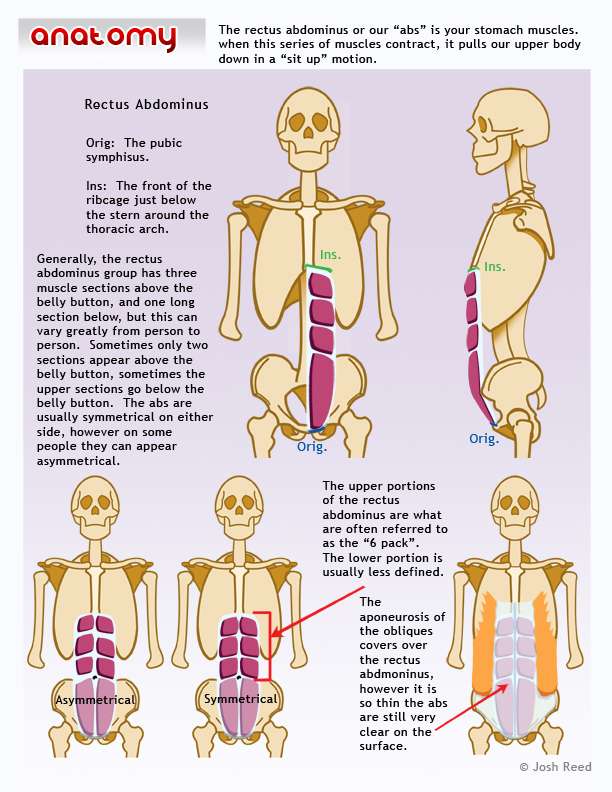 anatomy
The rectus abdominus or our “abs” is your stomach muscles.
when this series of muscles contract, it pulls our upper body
down in a “sit up” motion.
Rectus Abdominus
Orig:  The pubic
symphisus.
Ins:  The front of the
ribcage just below
the stern around the
thoracic arch.
Generally, the rectus
abdominus group has three
muscle sections above the
belly button, and one long
section below, but this can
vary greatly from person to
person.  Sometimes only two
sections appear above the
belly button, sometimes the
upper sections go below the
belly button.  The abs are
usually symmetrical on either
side, however on some
people they can appear
asymmetrical.
Ins.
Orig.
Ins.
Orig.
The upper portions
of the rectus
abdominus are what
are often referred to
as the “6 pack”.
The lower portion is
usually less defined.
Asymmetrical
Symmetrical
The
aponeurosis of
the obliques
covers over
the rectus
abdmoninus,
however it is
so thin the abs
are still very
clear on the
surface.
© Josh Reed